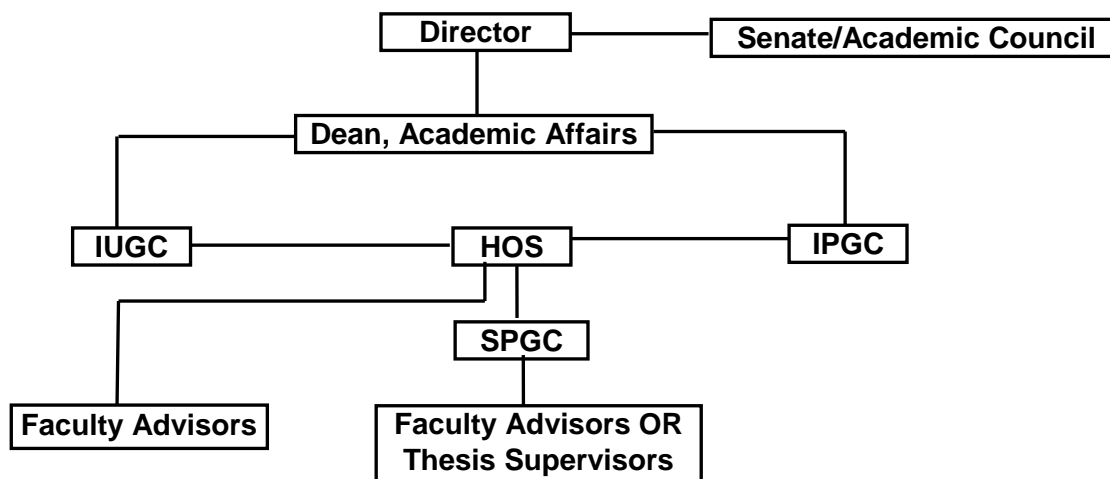 Director
Senate/Academic Council
Dean, Academic Affairs
IUGC
HOS
IPGC
SPGC
Faculty Advisors
Faculty Advisors OR
Thesis Supervisors